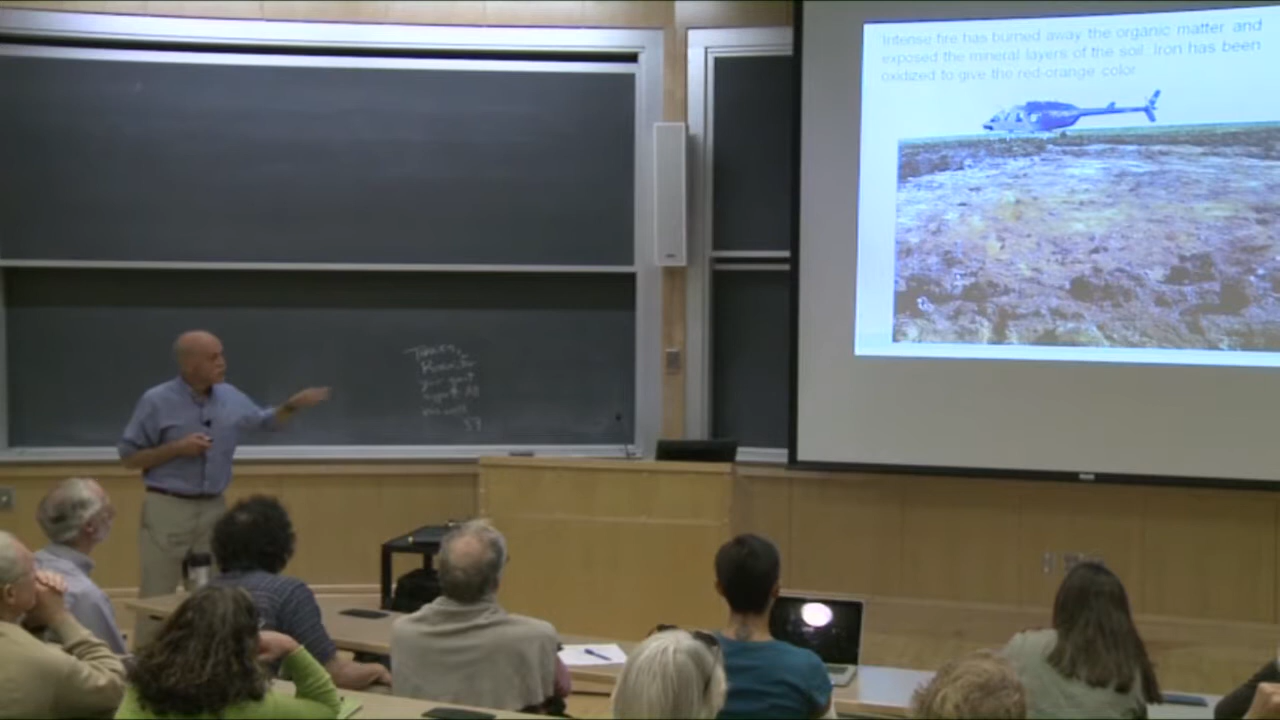 Intense fire has burned away the organic matter and
exposed the mineral layers of the soil. Iron has been
oxidized to give the red-orange color